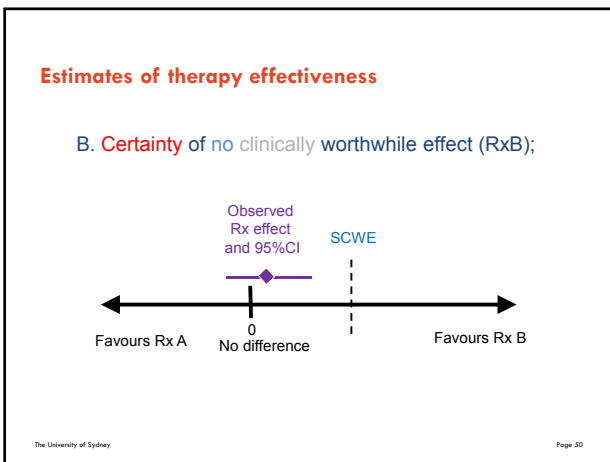 Estimates of therapy effectiveness
B. Certainty of no clinically worthwhile effect (RxB);
Observed
Rx effect
and 95%CI
SCWE
Favours Rx A
0
No difference
Favours Rx B
The University of Sydney
Page 50